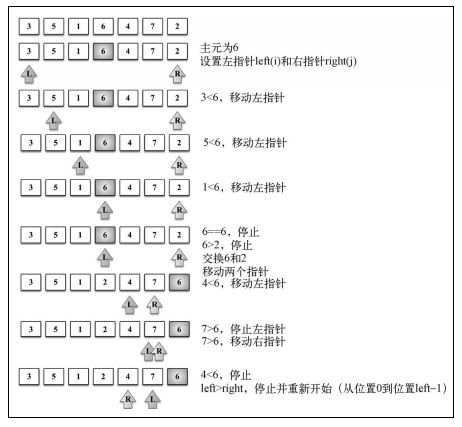 3 5 1 6 4 7 2
3 5 1 6 4 7 2 主元为6
L R 设置左指针left(i)和右指针right(j)
3 5 1 6 4 7 2 3<6，移动左指针
L R
3 5 1 6 4 7 2 5<6，移动左指针
L R
3 5 1 6 4 7 2 1<6，移动左指针
L R
3 5 1 6 4 7 2 6==6，停止
6>2，停止
L R 交换6和2
移动两个指针
3 5 1 2 4 7 6 4<6，移动左指针
L R
3 5 1 2 4 7 6 7>6，停止左指针
7>6，移动右指针
L R
3 5 1 2 4 7 6 4<6，停止
left>right，停止并重新开始（从位置0到位置left-1）
R L